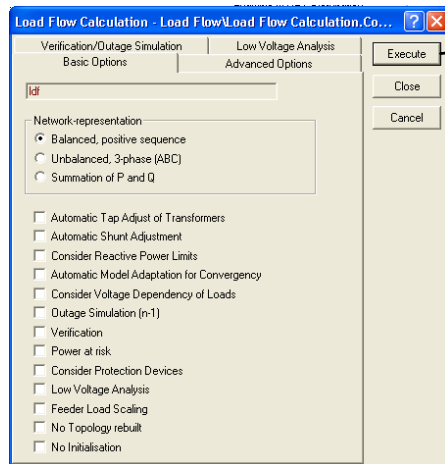 Load Flow Calculation - Load Flow\Load Flow Calculation.Co...
Verification/Outage Simulation
Low Voltage Analysis
Basic Options
Advanced Options
Execute
Close
Cancel
ldf
Network-representation
Balanced, positive sequence
Unbalanced, 3-phase (ABC)
Summation of P and Q
Automatic Tap Adjust of Transformers
Automatic Shunt Adjustment
Consider Reactive Power Limits
Automatic Model Adaptation for Convergency
Consider Voltage Dependency of Loads
Outage Simulation (n-1)
Verification
Power at risk
Consider Protection Devices
Low Voltage Analysis
Feeder Load Scaling
No Topology rebuilt
No Initialisation